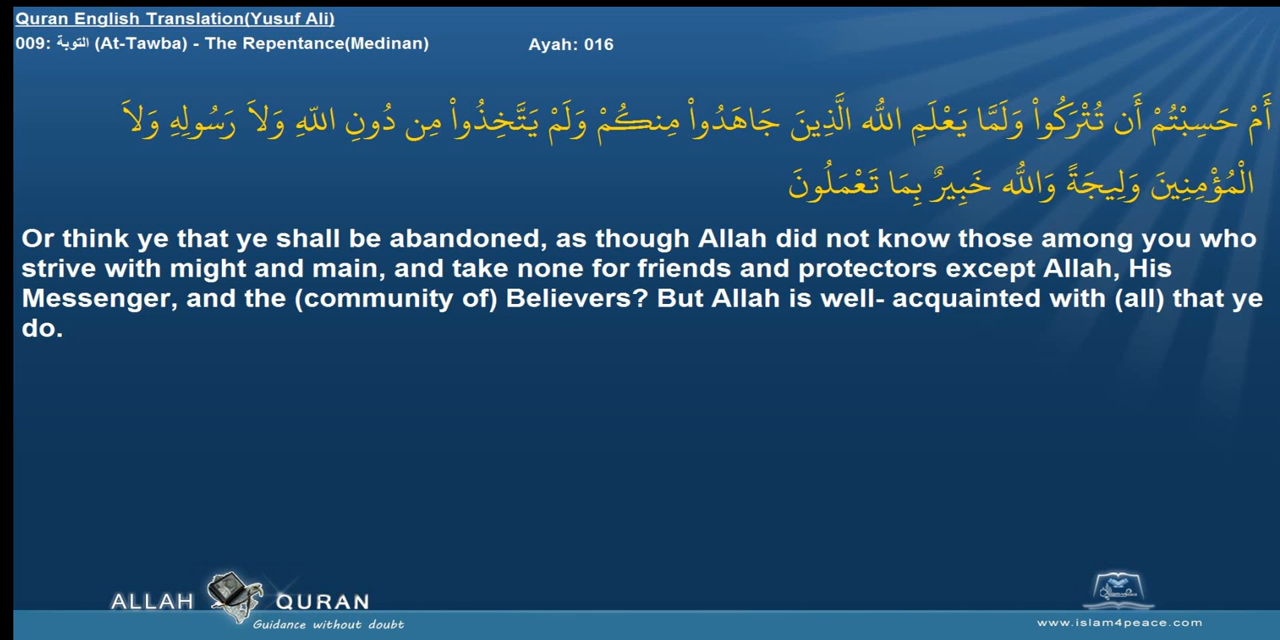 Quran English Translation(Yusuf Ali)
009: التوبة (At-Tawba) - The Repentance(Medinan) Ayah: 016
أَمْ حَسِبْتُمْ أَن تُتْرَكُواْ وَلَمَّا يَعْلَمِ اللّهُ الَّذِينَ جَاهَدُواْ مِنكُمْ وَلَمْ يَتَّخِذُواْ مِن دُونِ اللّهِ وَلاَ رَسُولِهِ وَلاَ
الْمُؤْمِنِينَ وَلِيجَةً وَاللّهُ خَبِيرٌ بِمَا تَعْمَلُونَ
Or think ye that ye shall be abandoned, as though Allah did not know those among you who
strive with might and main, and take none for friends and protectors except Allah, His
Messenger, and the (community of) Believers? But Allah is well- acquainted with (all) that ye
do.
ALLAH QURAN
Guidance without doubt
www.islam4peace.com